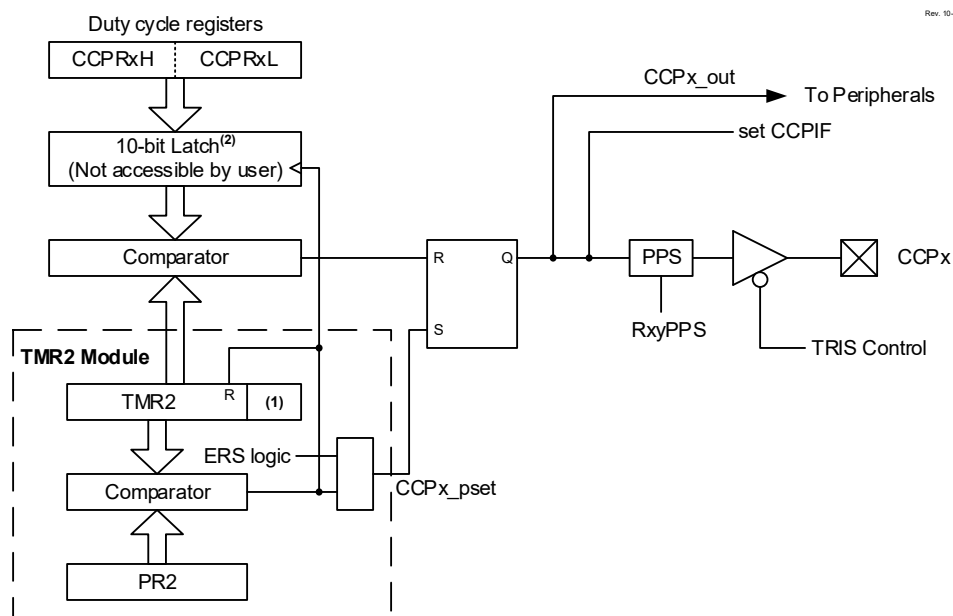 Rev. 10-
Duty cycle registers
CCPRxH CCPRxL
CCPx_out
To Peripherals
set CCPIF
10-bit Latch(2)
(Not accessible by user)
Comparator
R Q
PPS
CCPx
S
RxyPPS
TRIS Control
TMR2 Module
TMR2 R (1)
ERS logic
CCPx_pset
Comparator
PR2